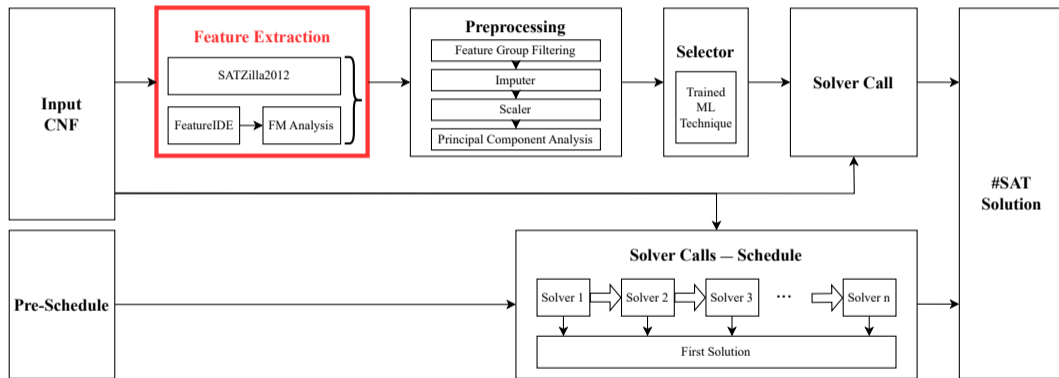 Input
CNF
Feature Extraction
SATZilla2012
FeatureIDE
FM Analysis
Preprocessing
Feature Group Filtering
Imputer
Scaler
Principal Component Analysis
Selector
Trained
ML
Technique
Solver Call
#SAT
Solution
Pre-Schedule
Solver Calls — Schedule
Solver 1
Solver 2
Solver 3
...
Solver n
First Solution